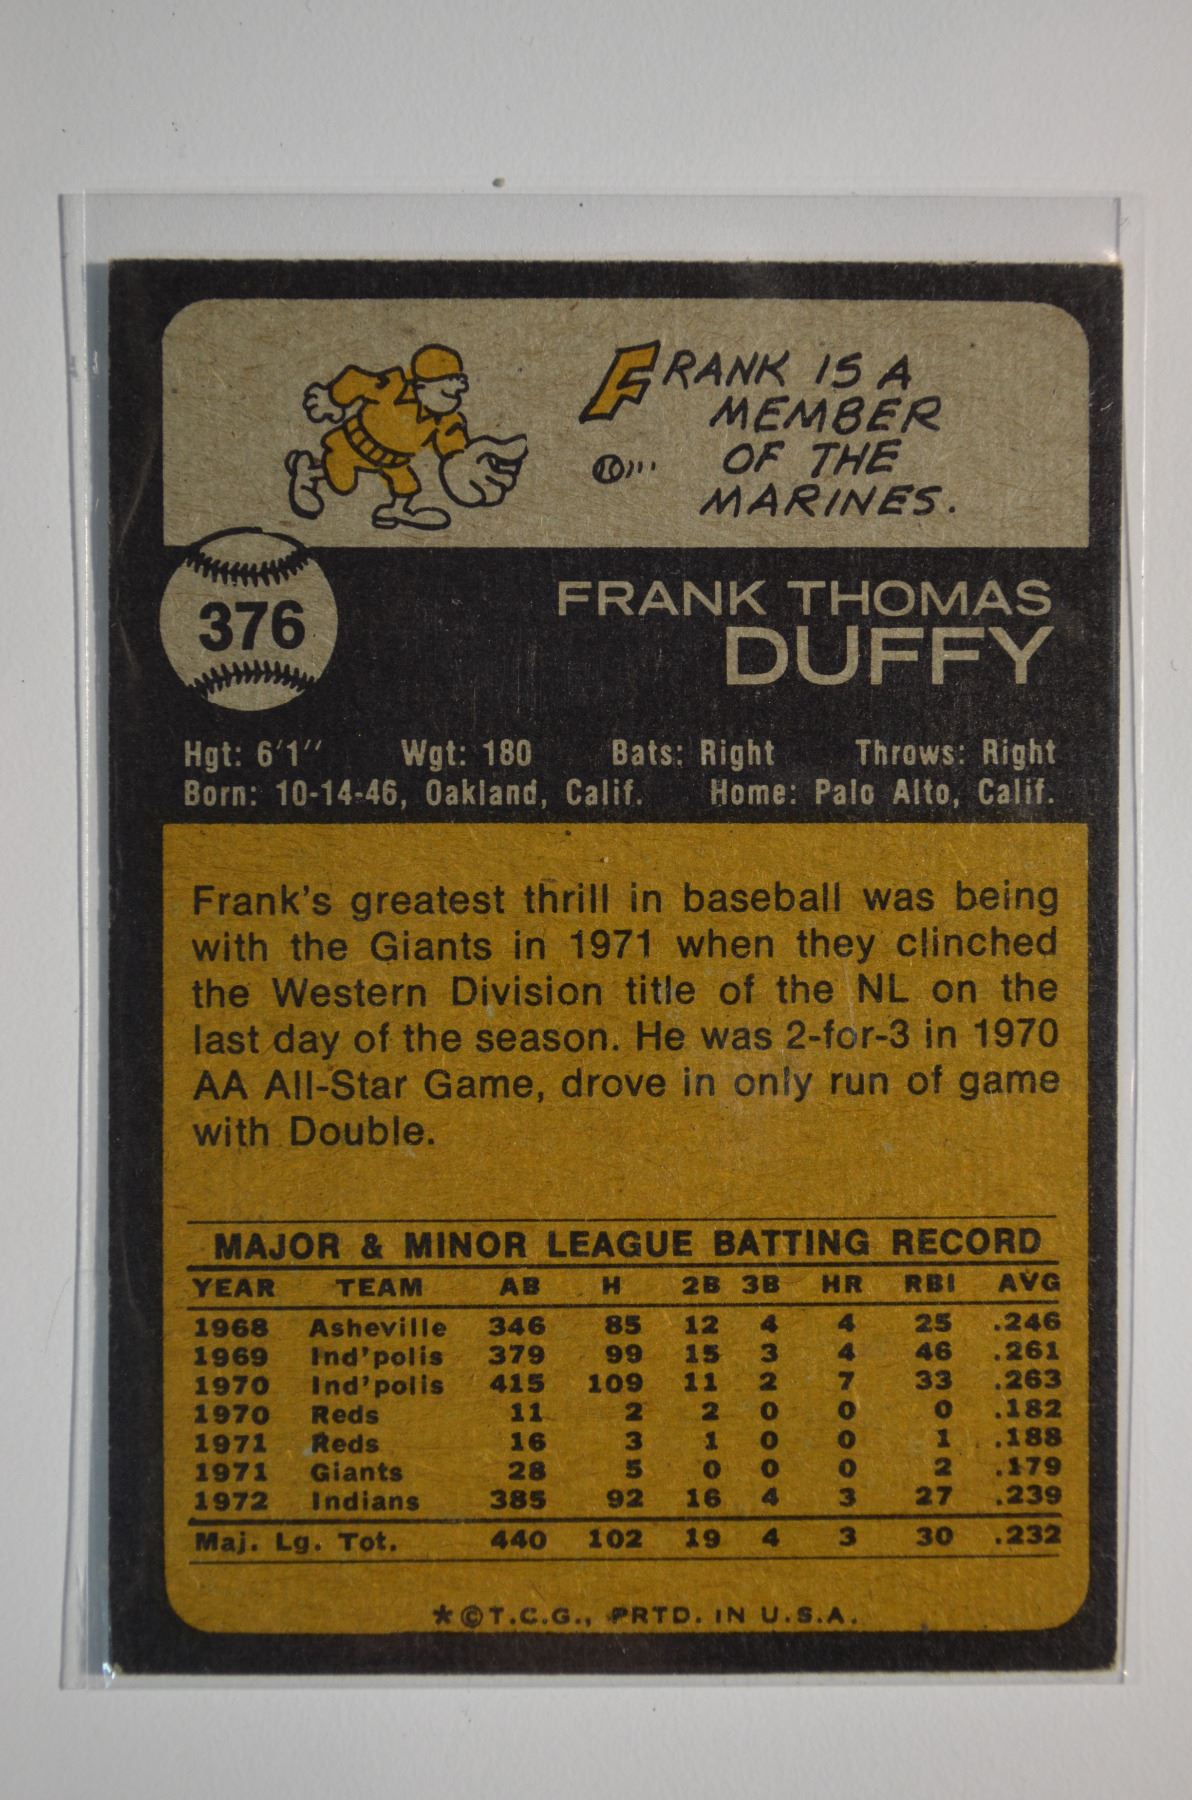 FRANK IS A
MEMBER
OF THE
MARINES.
376
FRANK THOMAS
DUFFY
Hgt: 6'1" Wgt: 180 Bats: Right Throws: Right
Born: 10-14-46, Oakland, Calif. Home: Palo Alto, Calif.
Frank's greatest thrill in baseball was being
with the Giants in 1971 when they clinched
the Western Division title of the NL on the
last day of the season. He was 2-for-3 in 1970
AA All-Star Game, drove in only run of game
with Double.
MAJOR & MINOR LEAGUE BATTING RECORD
YEAR TEAM AB H 2B 3B HR RBI AVG
1968 Asheville 346 85 12 4 4 25 .246
1969 Ind'polis 379 99 15 3 4 46 .261
1970 Ind'polis 415 109 11 2 7 33 .263
1970 Reds 11 2 2 0 0 0 .182
1971 Reds 16 3 1 0 0 1 .188
1971 Giants 28 5 0 0 0 2 .179
1972 Indians 385 92 16 4 3 27 .239
Maj. Lg. Tot. 440 102 19 4 3 30 .232
*©T.C.G., PRTD. IN U.S.A.